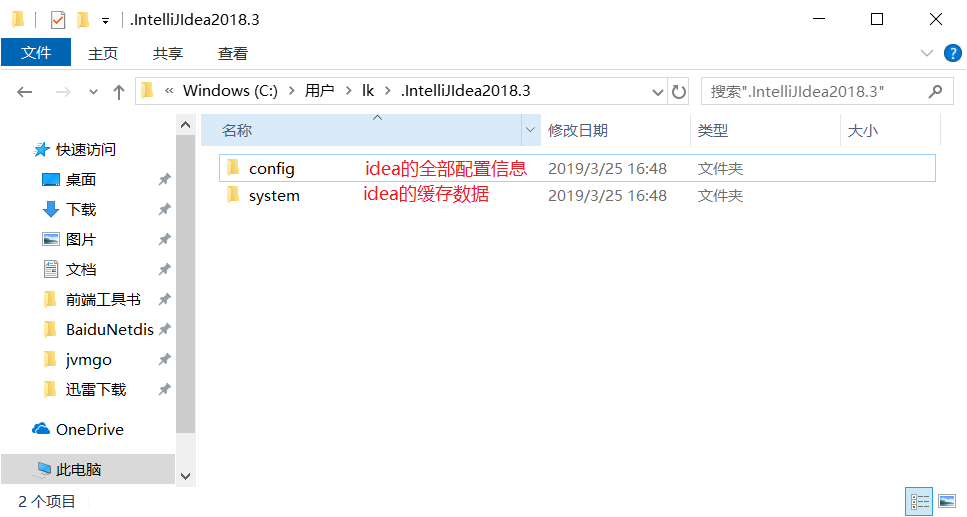 .IntelliJIdea2018.3
文件 主页 共享 查看
« Windows (C:) 用户 lk .IntelliJIdea2018.3 搜索".IntelliJIdea2018.3"
名称 修改日期 类型 大小
快速访问
桌面
下载
图片
文档
前端工具书
BaiduNetdis
jvmgo
迅雷下载
OneDrive
此电脑
config idea的全部配置信息 2019/3/25 16:48 文件夹
system idea的缓存数据 2019/3/25 16:48 文件夹
2 个项目